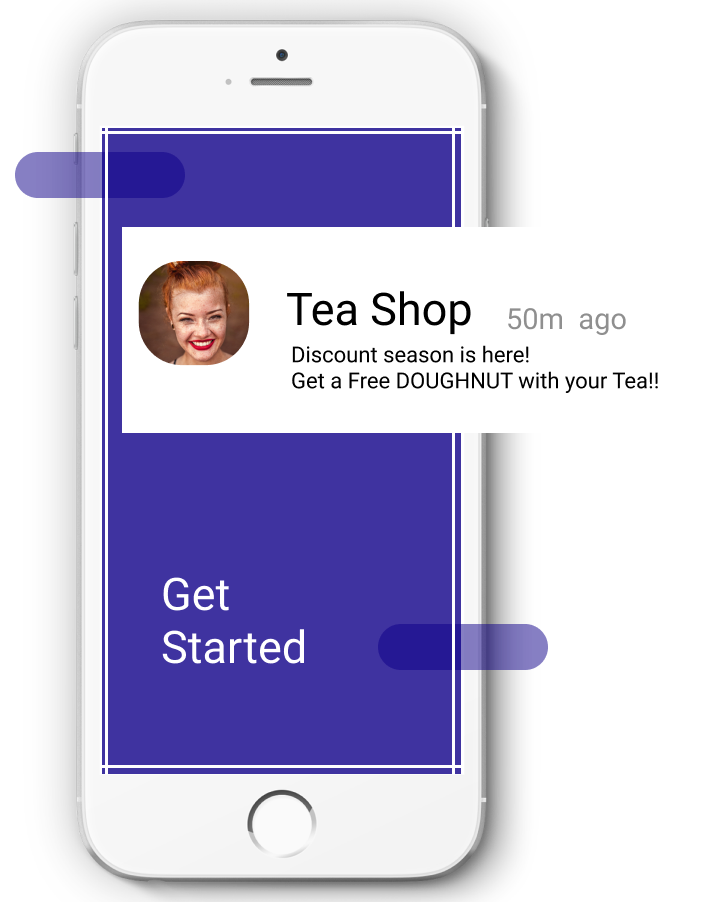 Tea Shop 50m ago
Discount season is here!
Get a Free DOUGHNUT with your Tea!!
Get
Started